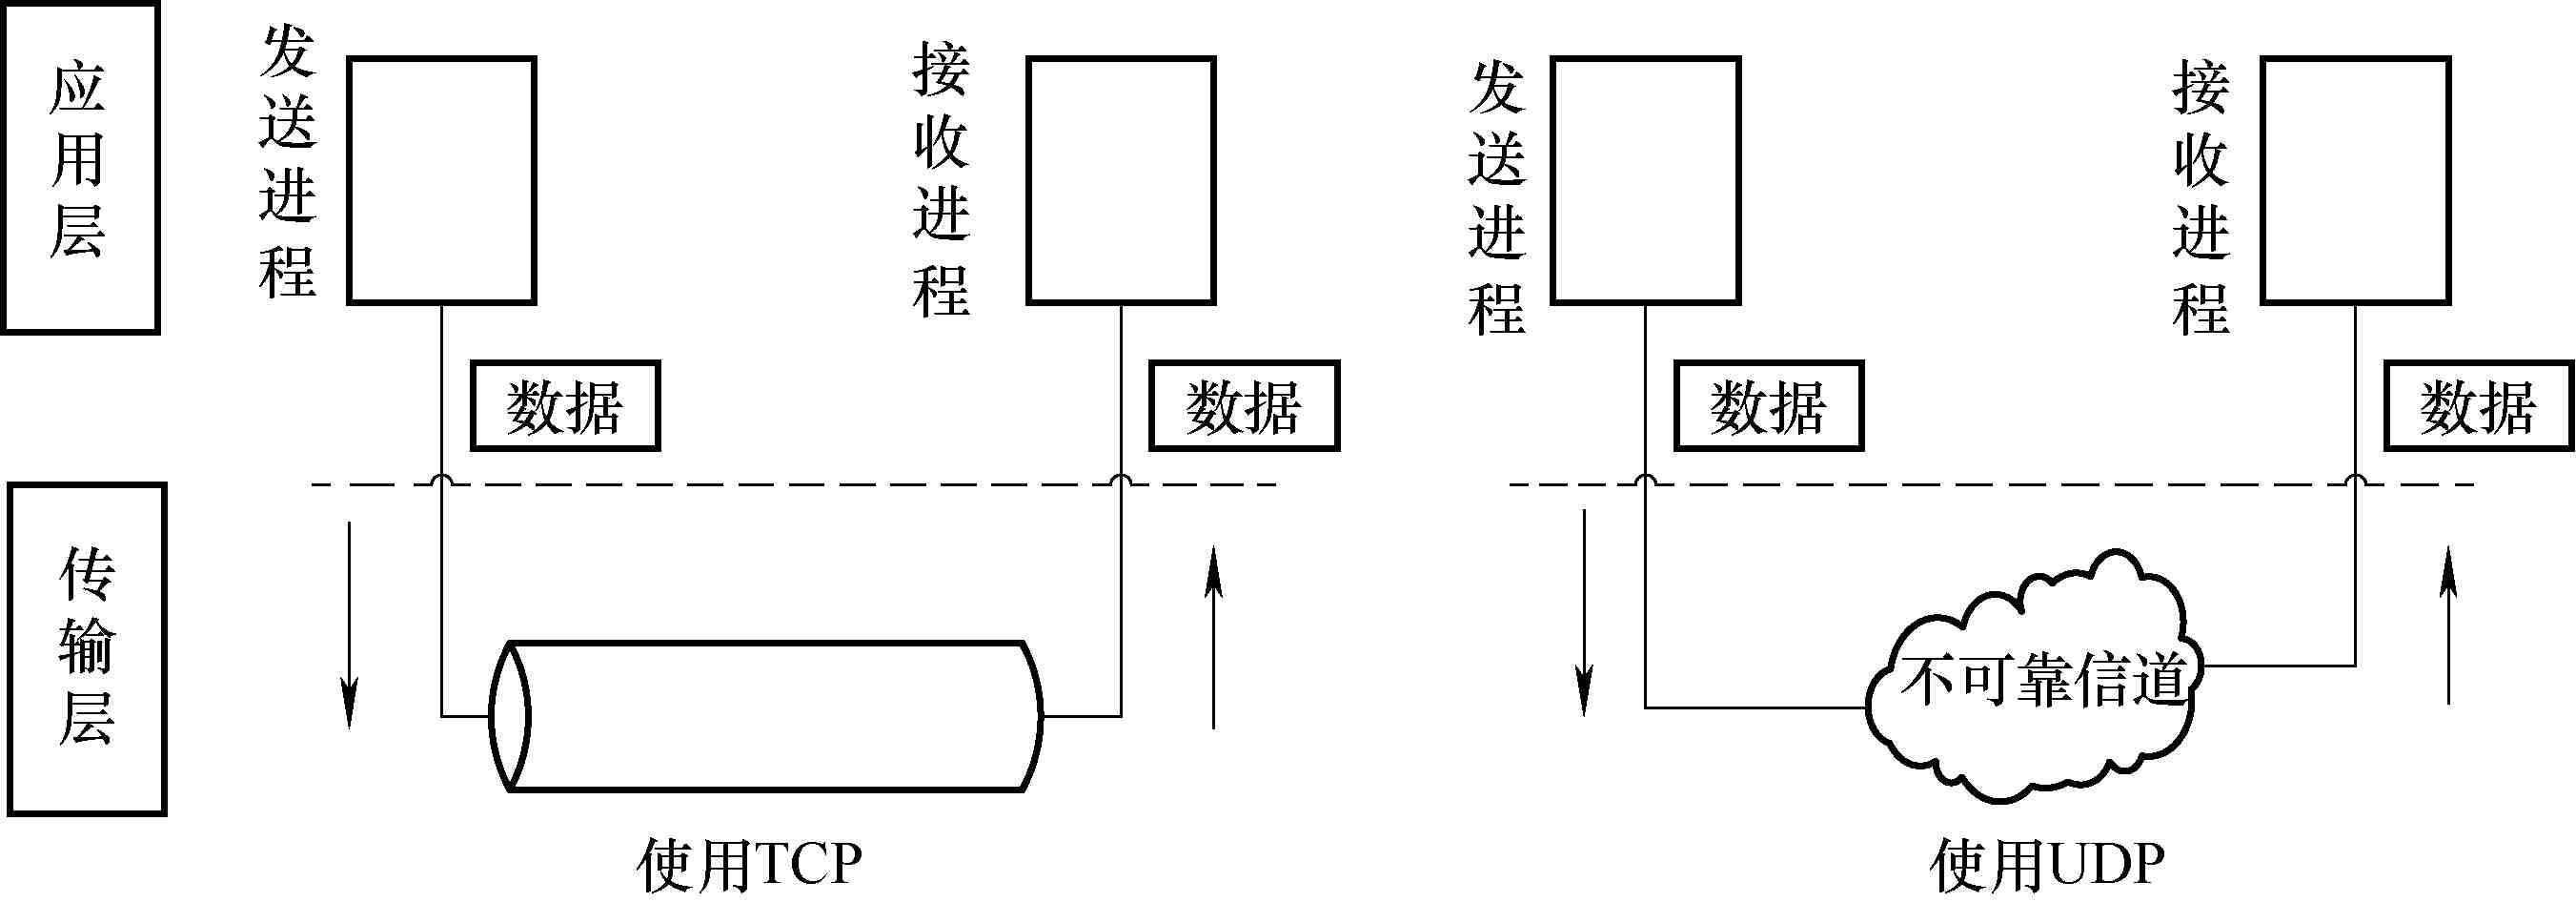 应用层
发送进程
接收进程
发送进程
接收进程
数据
数据
数据
数据
传输层
不可靠信道
使用TCP
使用UDP